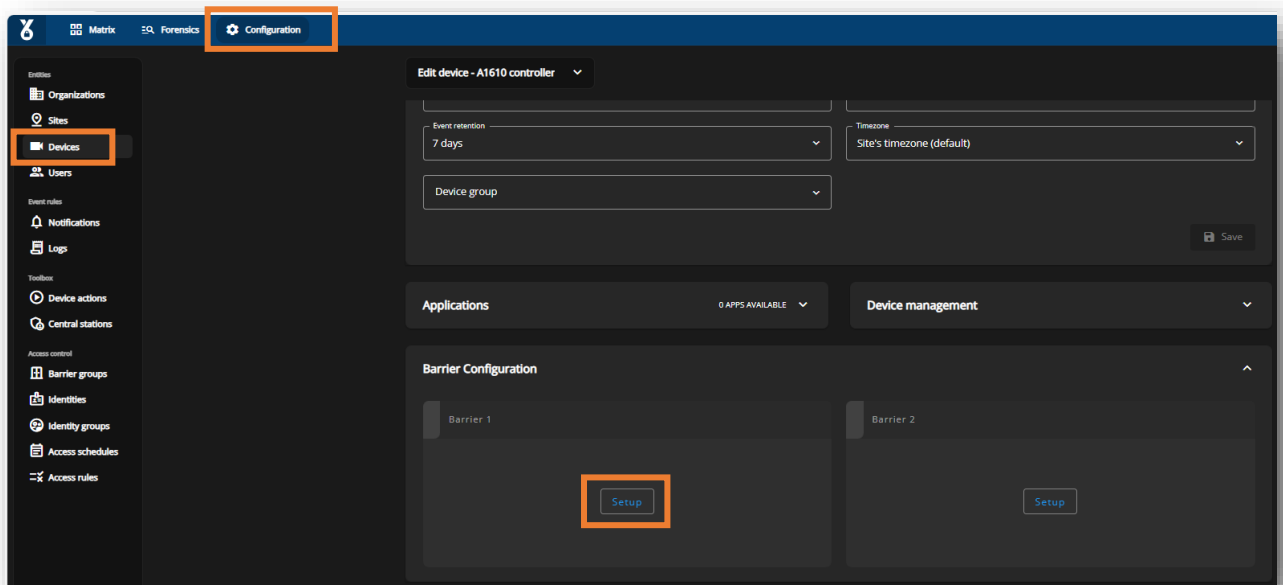 Matrix
Forensics
Configuration
Entities
Organizations
Sites
Devices
Users
Event rules
Notifications
Logs
Toolbox
Device actions
Central stations
Access control
Barrier groups
Identities
Identity groups
Access schedules
Access rules
Edit device - A1610 controller
Event retention
7 days
Timezone
Site's timezone (default)
Device group
Save
Applications
0 APPS AVAILABLE
Device management
Barrier Configuration
Barrier 1
Setup
Barrier 2
Setup